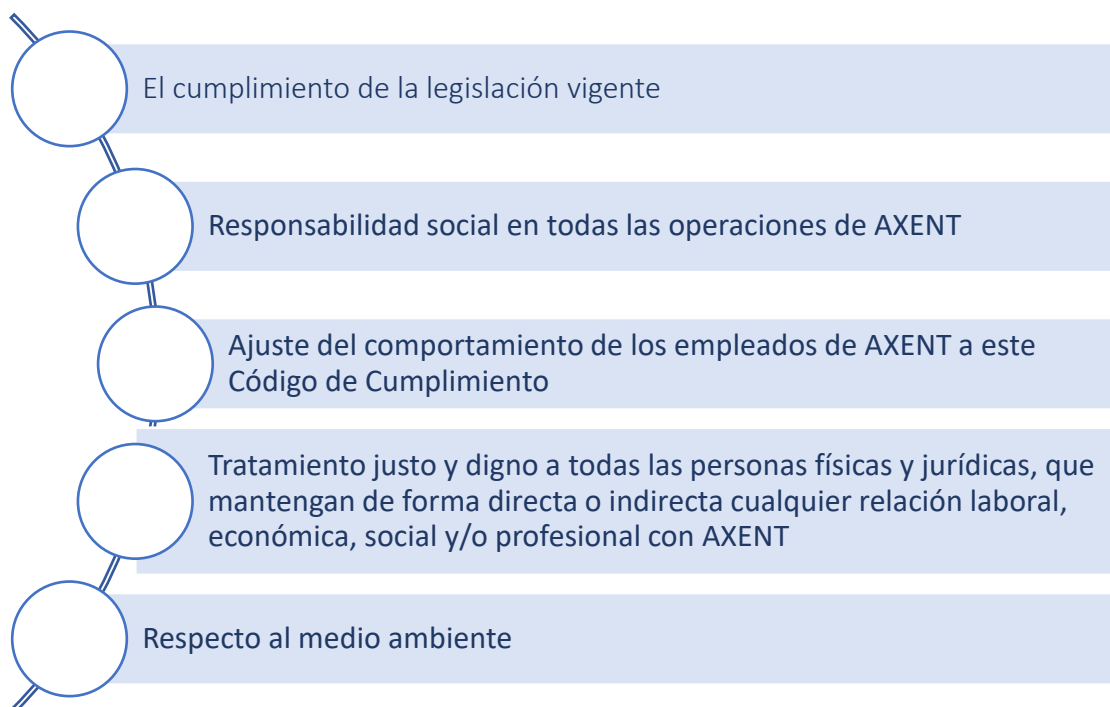 El cumplimiento de la legislación vigente
Responsabilidad social en todas las operaciones de AXENT
Ajuste del comportamiento de los empleados de AXENT a este
Código de Cumplimiento
Tratamiento justo y digno a todas las personas físicas y jurídicas, que
mantengan de forma directa o indirecta cualquier relación laboral,
económica, social y/o profesional con AXENT
Respecto al medio ambiente